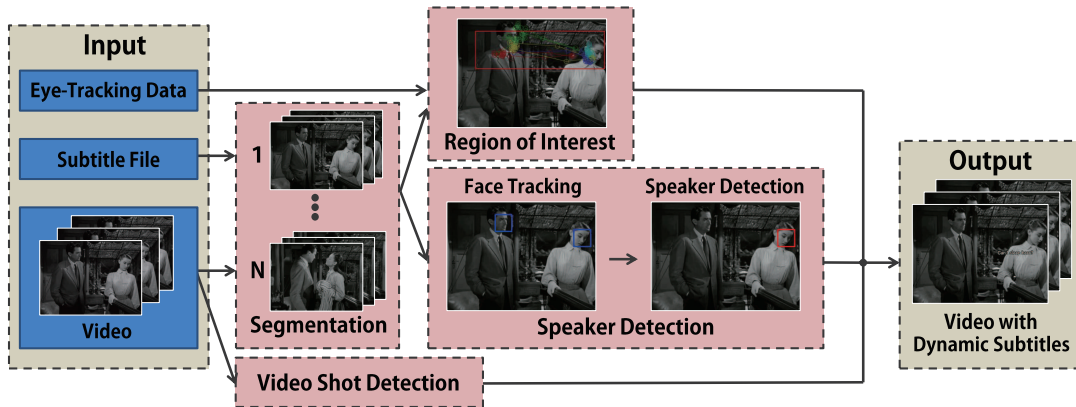 Input
Eye-Tracking Data
Subtitle File
Video
1
N
Segmentation
Video Shot Detection
Region of Interest
Face Tracking
Speaker Detection
Speaker Detection
Output
Video with
Dynamic Subtitles